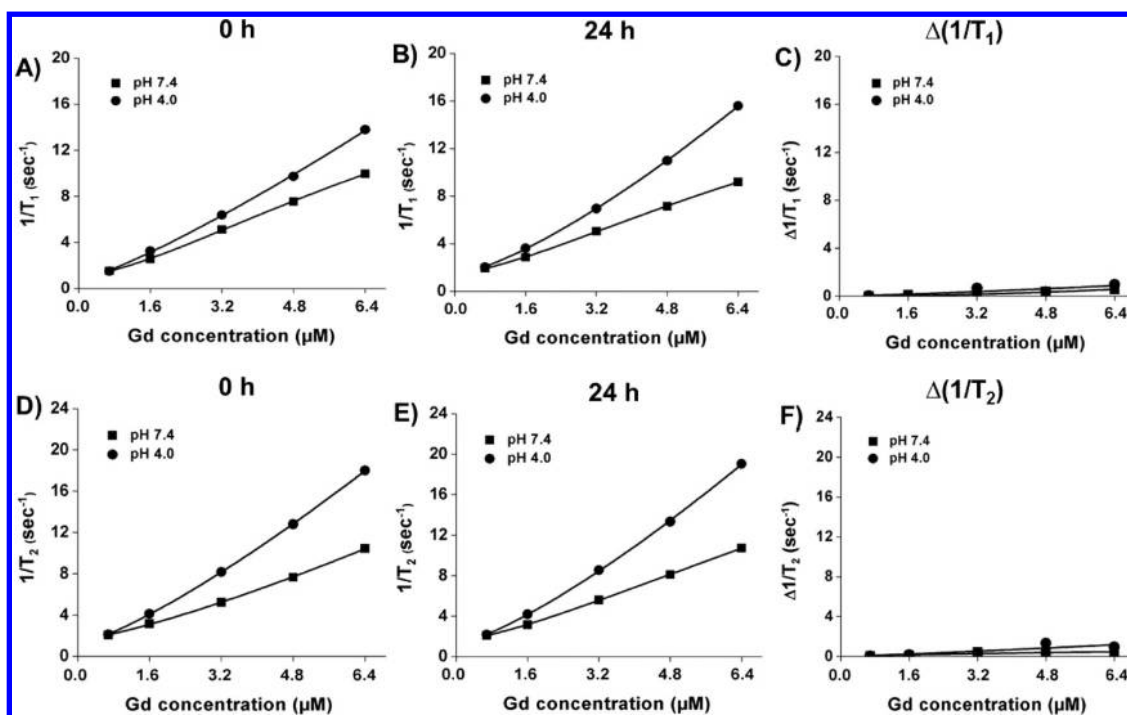 0 h
24 h
Δ(1/T₁)
A)
B)
C)
20
16
12
8
4
0
1/T₁ (sec⁻¹)
pH 7.4
pH 4.0
0.0 1.6 3.2 4.8 6.4
Gd concentration (µM)
20
16
12
8
4
0
1/T₁ (sec⁻¹)
pH 7.4
pH 4.0
0.0 1.6 3.2 4.8 6.4
Gd concentration (µM)
20
16
12
8
4
0
Δ1/T₁ (sec⁻¹)
pH 7.4
pH 4.0
0.0 1.6 3.2 4.8 6.4
Gd concentration (µM)
0 h
24 h
Δ(1/T₂)
D)
E)
F)
24
20
16
12
8
4
0
1/T₂ (sec⁻¹)
pH 7.4
pH 4.0
0.0 1.6 3.2 4.8 6.4
Gd concentration (µM)
24
20
16
12
8
4
0
1/T₂ (sec⁻¹)
pH 7.4
pH 4.0
0.0 1.6 3.2 4.8 6.4
Gd concentration (µM)
24
20
16
12
8
4
0
Δ1/T₂ (sec⁻¹)
pH 7.4
pH 4.0
0.0 1.6 3.2 4.8 6.4
Gd concentration (µM)